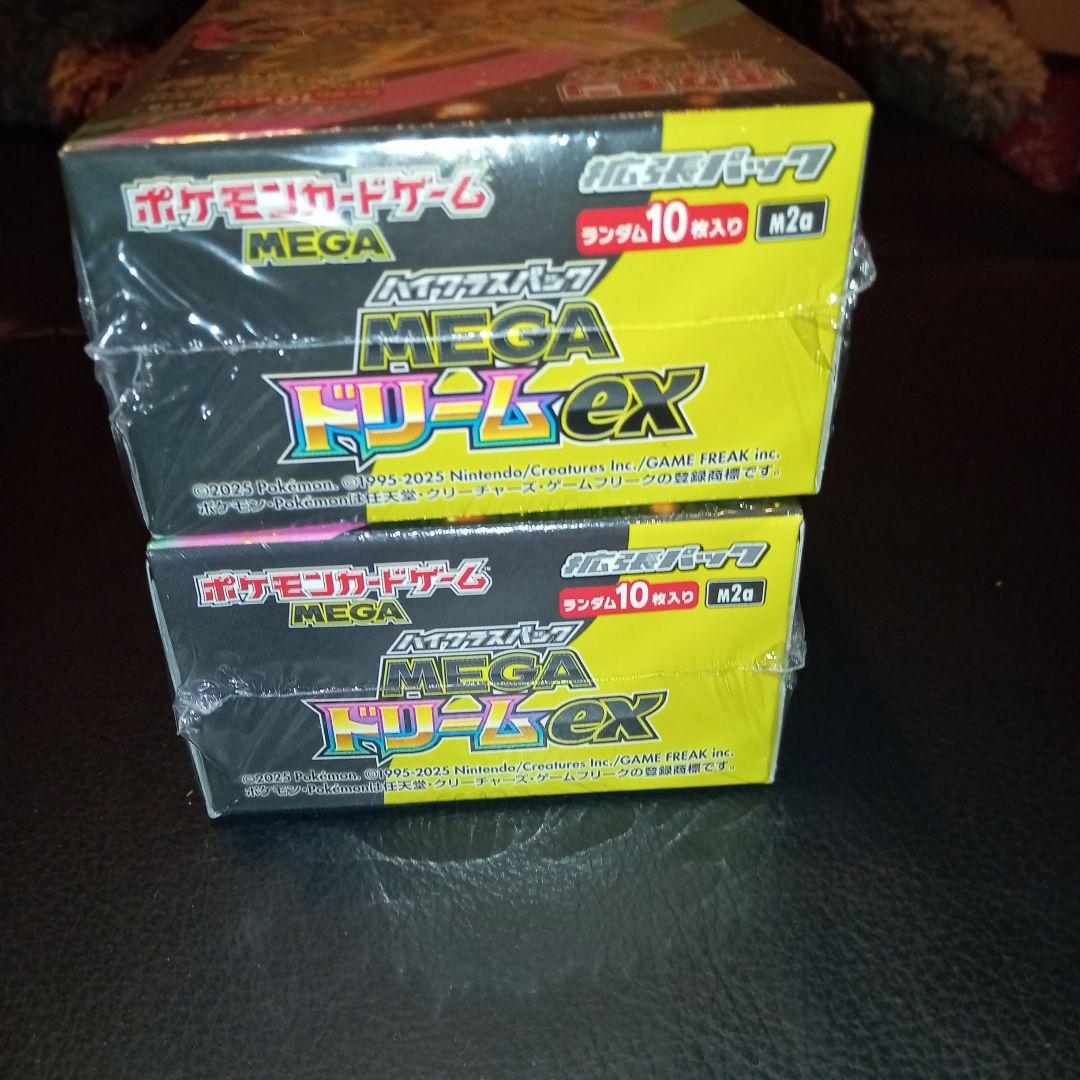 ポケモンカードゲーム
MEGA
拡張パック
ランダム10枚入り M2a
ハイクラスパック
MEGA
ドリームex
©2025 Pokémon. ©1995-2025 Nintendo/Creatures Inc./GAME FREAK inc.
ポケモン・Pokémonは任天堂・クリーチャーズ・ゲームフリークの登録商標です。
ポケモンカードゲーム
MEGA
拡張パック
ランダム10枚入り M2a
ハイクラスパック
MEGA
ドリームex
©2025 Pokémon. ©1995-2025 Nintendo/Creatures Inc./GAME FREAK inc.
ポケモン・Pokémonは任天堂・クリーチャーズ・ゲームフリークの登録商標です。